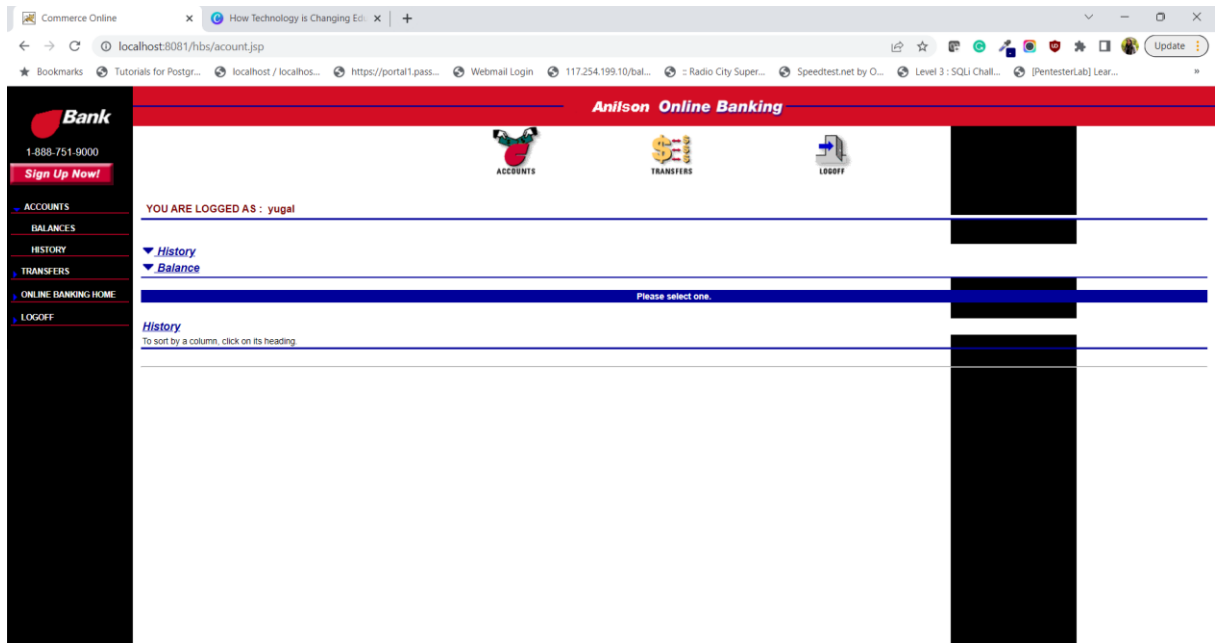 Commerce Online
How Technology is Changing Edu
Update
localhost:8081/hbs/acount.jsp
Bookmarks
Tutorials for Postgr...
localhost / localhos...
https://portal1.pass...
Webmail Login
117.254.199.10/bal...
:: Radio City Super...
Speedtest.net by O...
Level 3 : SQLi Chall...
[PentesterLab] Lear...
»
Bank
1-888-751-9000
Sign Up Now!
ACCOUNTS
BALANCES
HISTORY
TRANSFERS
ONLINE BANKING HOME
LOGOFF
Anilson Online Banking
ACCOUNTS
TRANSFERS
LOGOFF
YOU ARE LOGGED AS : yugal
History
Balance
Please select one.
History
To sort by a column, click on its heading.